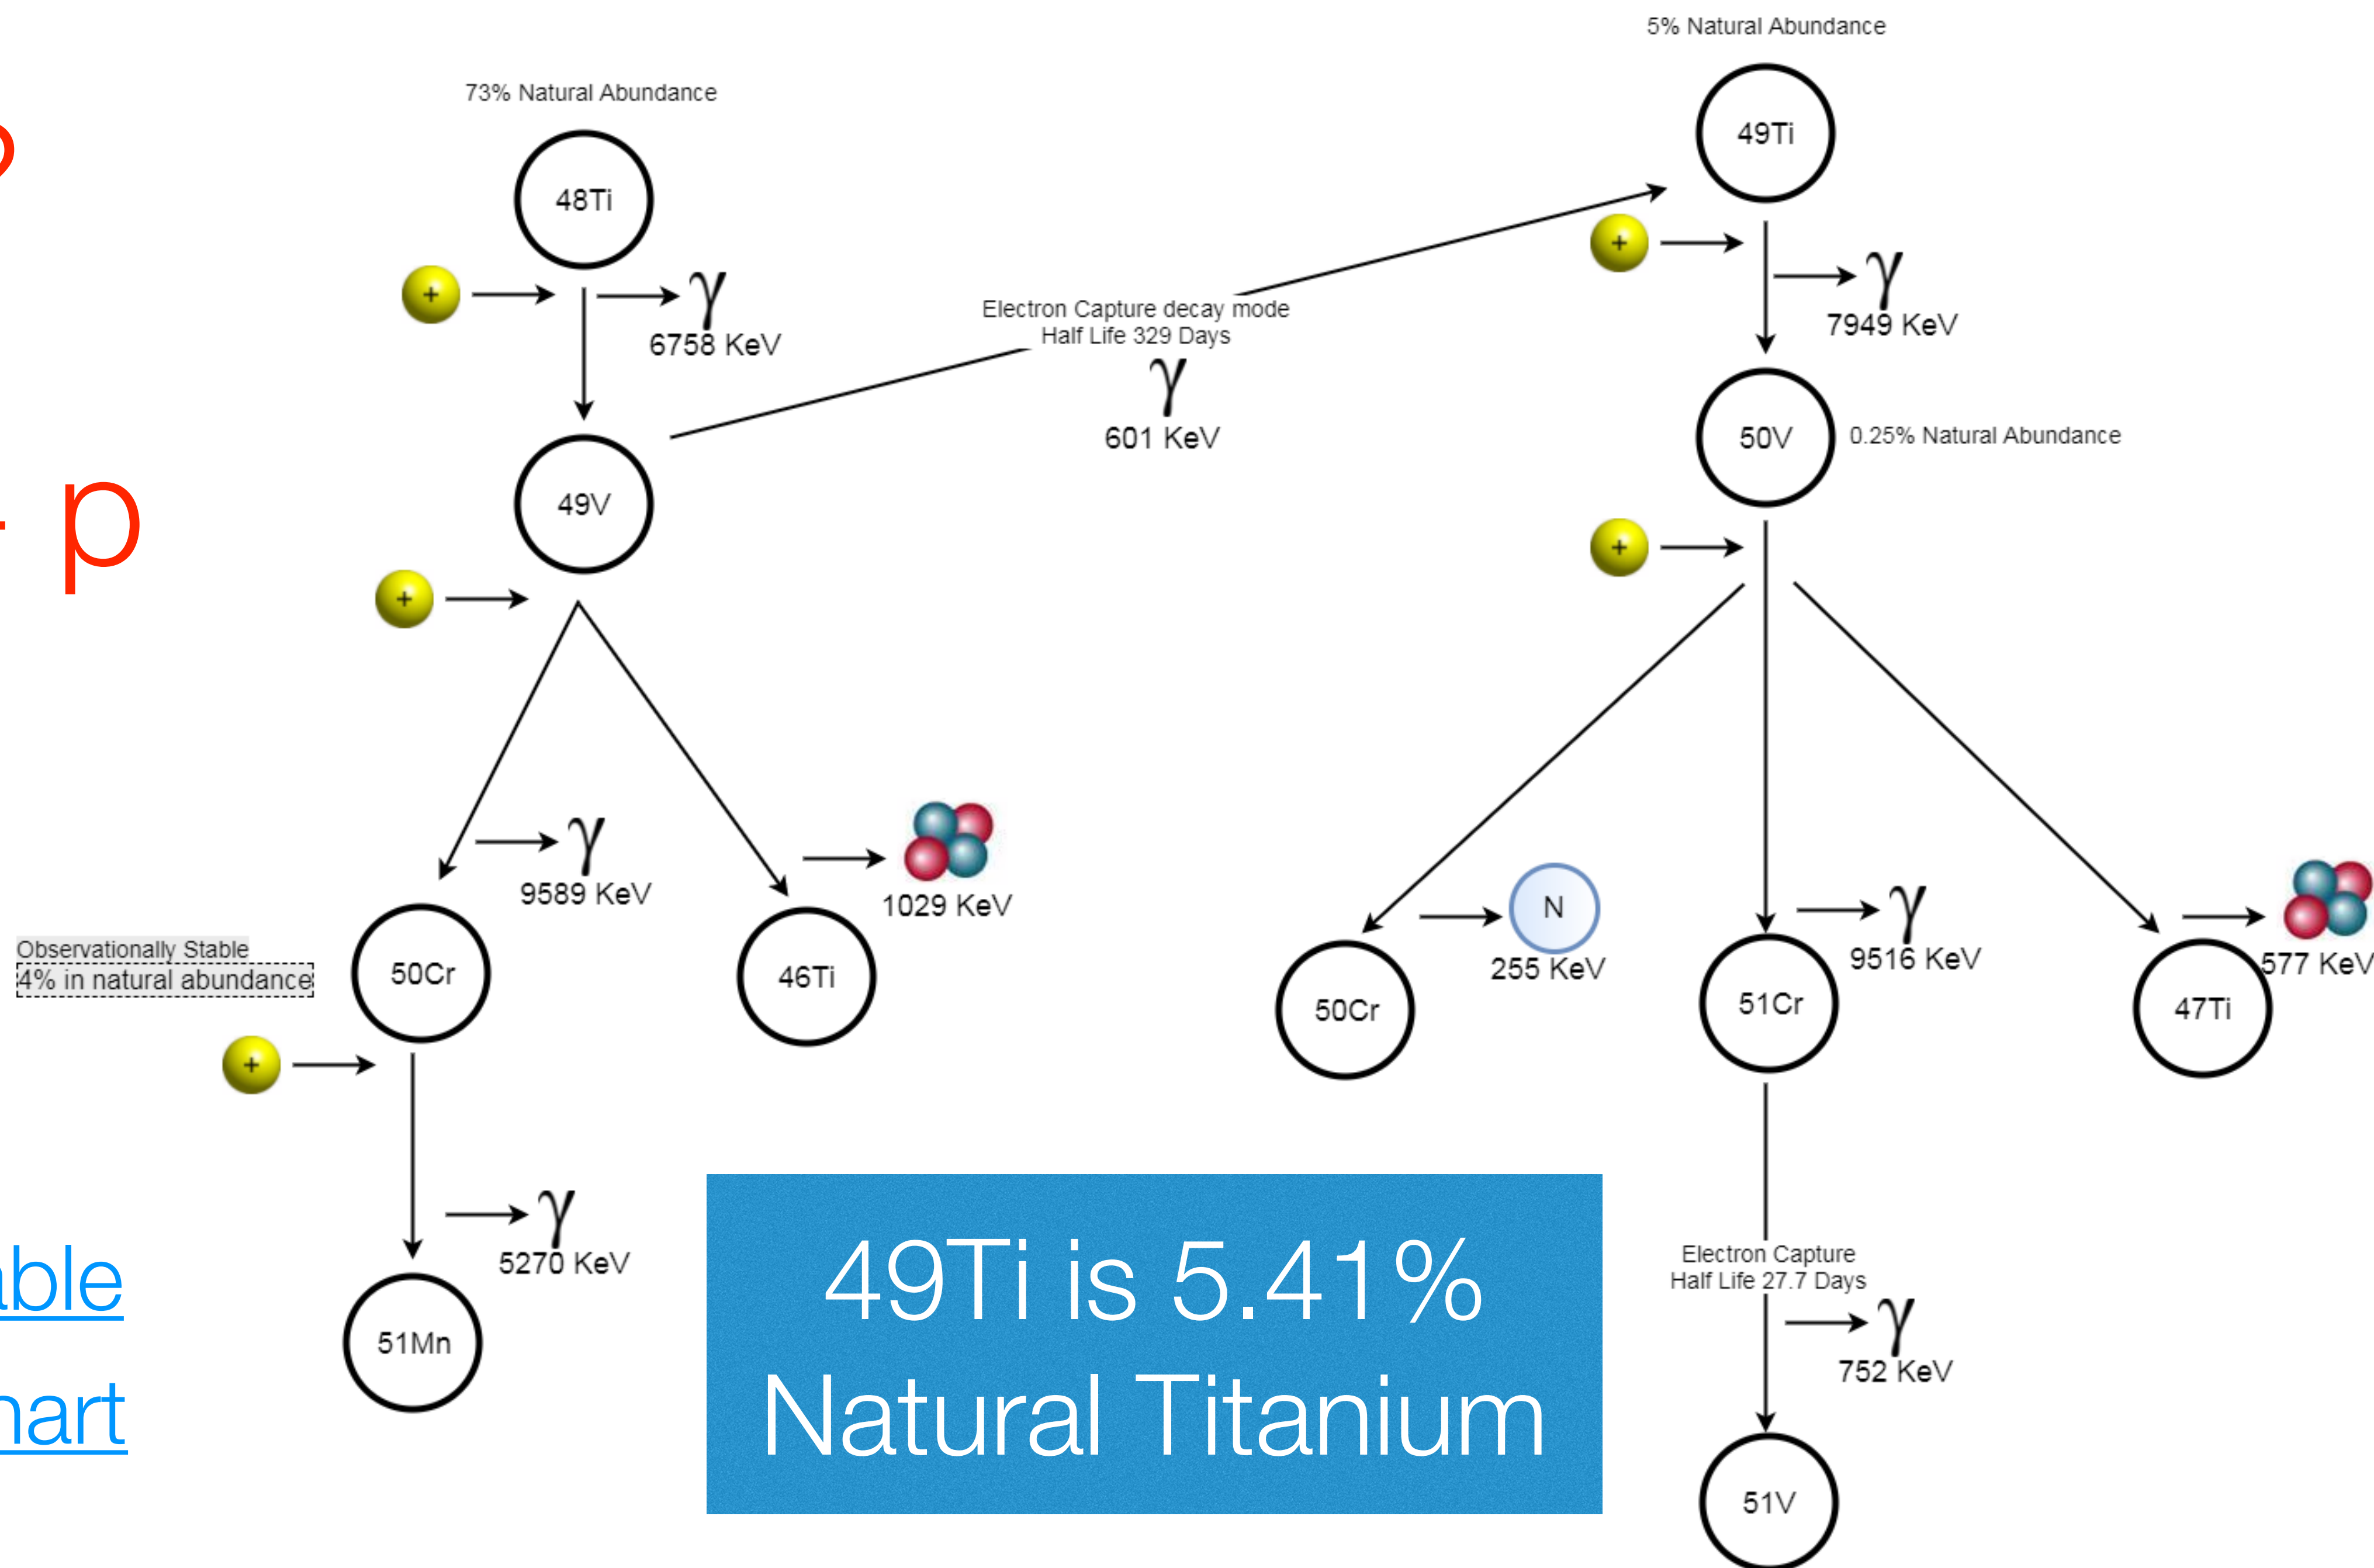 5% Natural Abundance
73% Natural Abundance
49Ti
48Ti
+
+
γ
7949 KeV
γ
6758 KeV
Electron Capture decay mode
Half Life 329 Days
γ
601 KeV
50V
0.25% Natural Abundance
49V
p
+
+
γ
9589 KeV
1029 KeV
N
255 KeV
γ
9516 KeV
577 KeV
Observationally Stable
4% in natural abundance
50Cr
46Ti
50Cr
51Cr
47Ti
+
γ
5270 KeV
51Mn
49Ti is 5.41%
Natural Titanium
Electron Capture
Half Life 27.7 Days
γ
752 KeV
51V
able